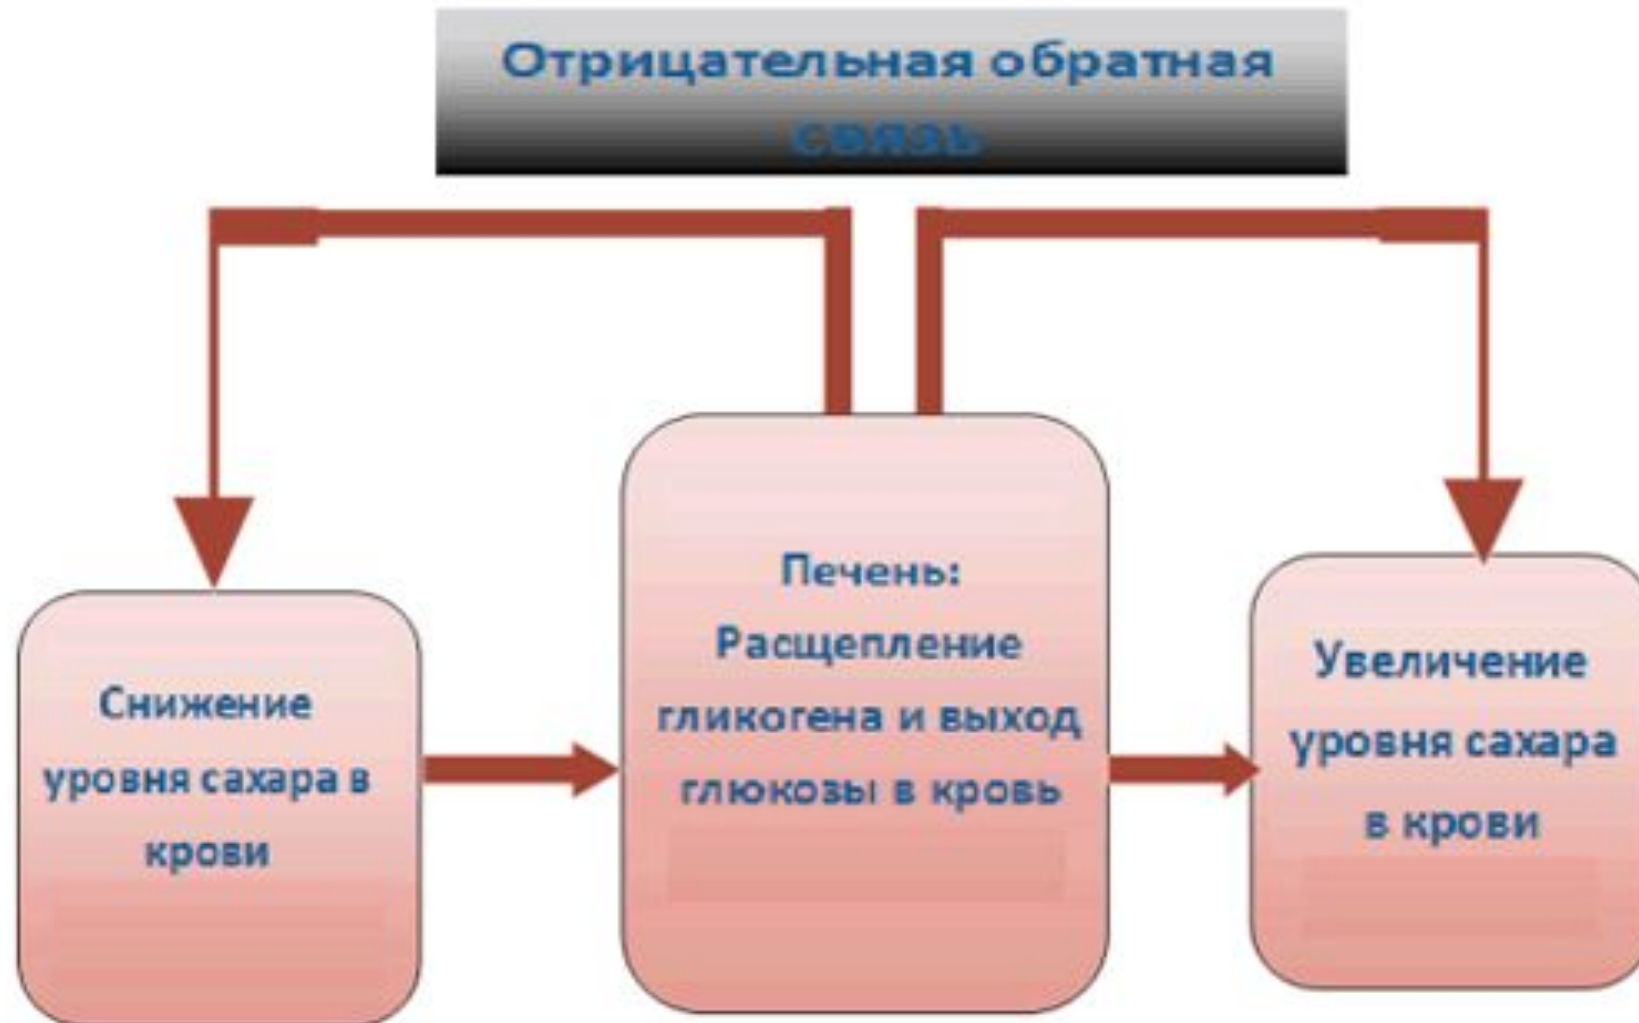 Отрицательная обратная
связь
Снижение
уровня сахара в
крови
Печень:
Расщепление
гликогена и выход
глюкозы в кровь
Увеличение
уровня сахара
в крови